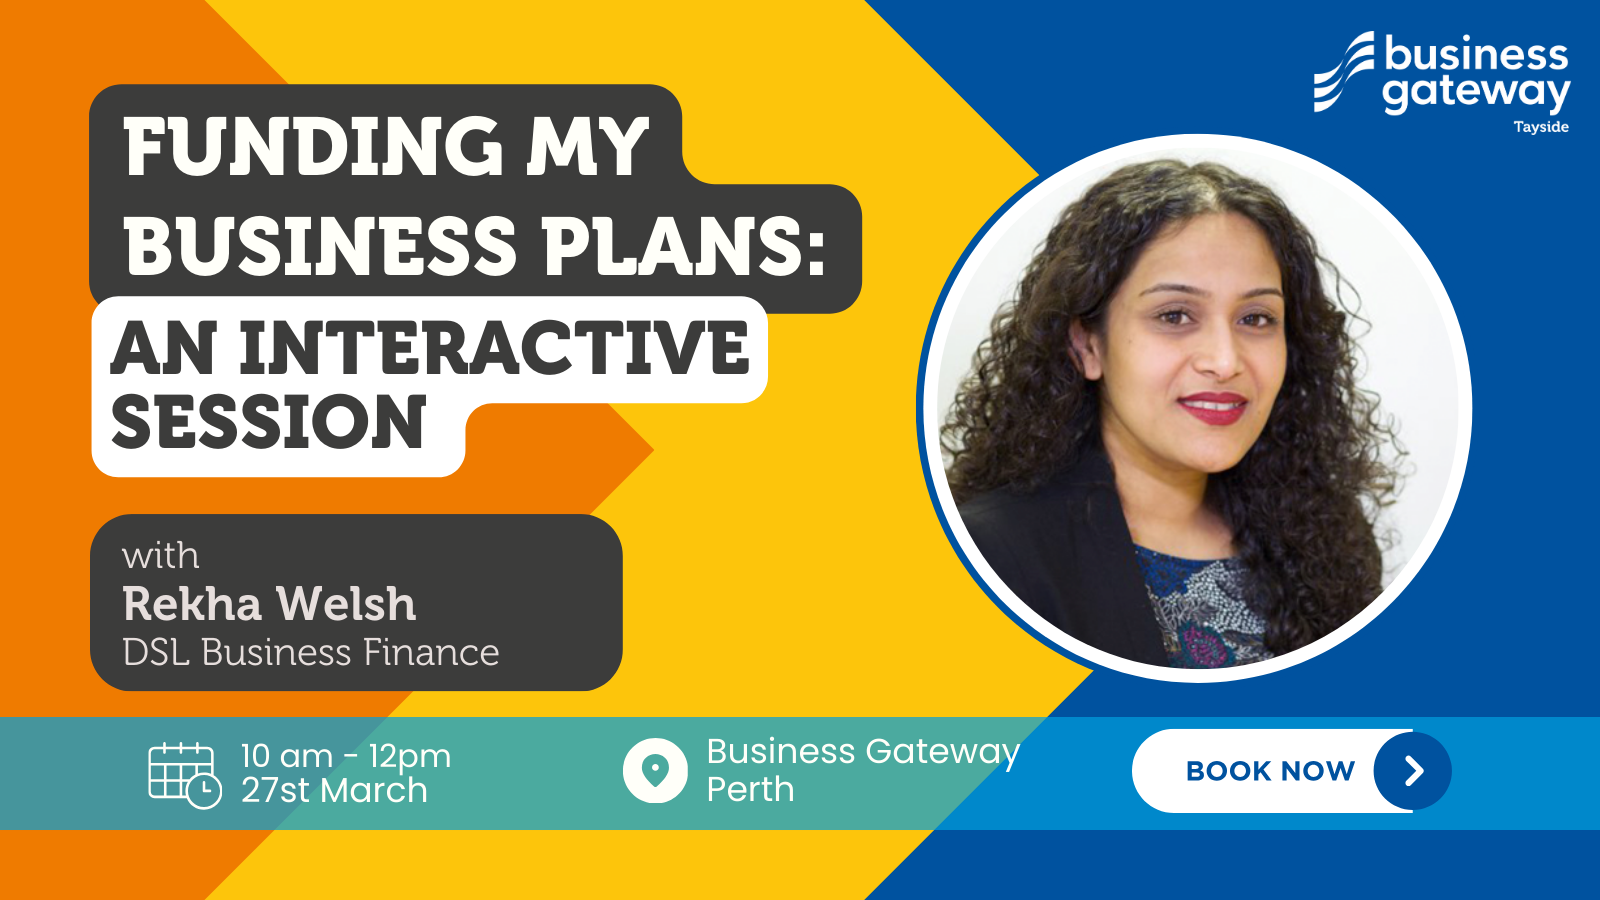 business
gateway
Tayside
FUNDING MY
BUSINESS PLANS:
AN INTERACTIVE
SESSION
with
Rekha Welsh
DSL Business Finance
10 am - 12pm
27st March
Business Gateway
Perth
BOOK NOW